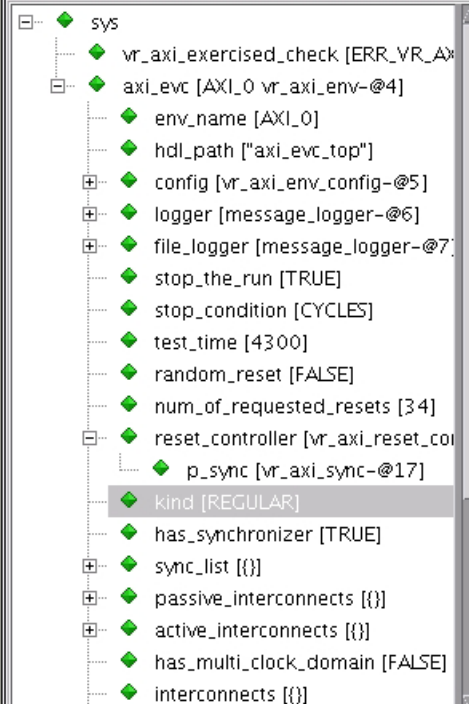 sys
vr_axi_exercised_check [ERR_VR_AX
axi_evc [AXI_0 vr_axi_env-@4]
env_name [AXI_0]
hdl_path ["axi_evc_top"]
config [vr_axi_env_config-@5]
logger [message_logger-@6]
file_logger [message_logger-@7]
stop_the_run [TRUE]
stop_condition [CYCLES]
test_time [4300]
random_reset [FALSE]
num_of_requested_resets [34]
reset_controller [vr_axi_reset_cor
p_sync [vr_axi_sync-@17]
kind [REGULAR]
has_synchronizer [TRUE]
sync_list [{}]
passive_interconnects [{}]
active_interconnects [{}]
has_multi_clock_domain [FALSE]
interconnects [{}]